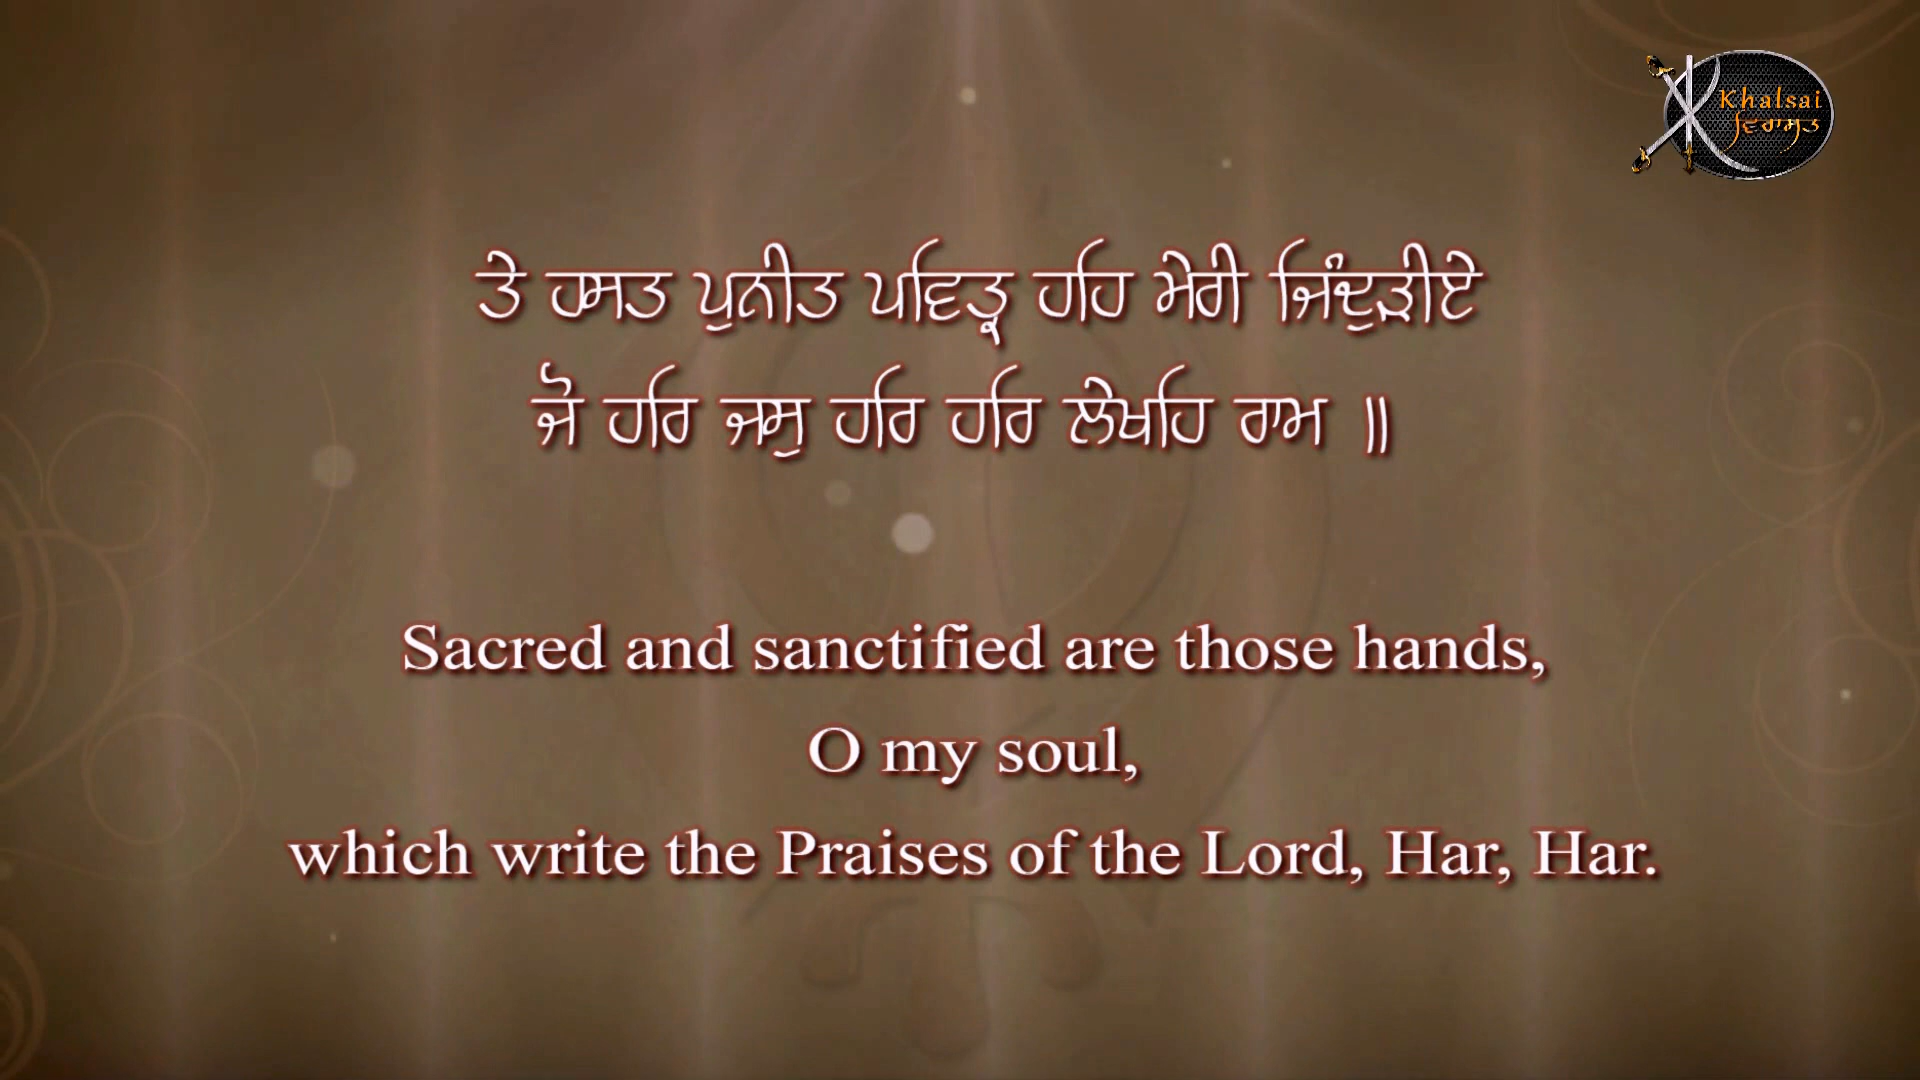 Khalsai
ਵਿਰਾਸਤ
ਤੇ ਹਸਤ ਪੁਨੀਤ ਪਵਿਤ੍ਰ ਹਹਿ ਮੇਰੀ ਜਿੰਦੁੜੀਏ
ਜੋ ਹਰਿ ਜਸੁ ਹਰਿ ਹਰਿ ਲੇਖਹਿ ਰਾਮ ॥
Sacred and sanctified are those hands,
O my soul,
which write the Praises of the Lord, Har, Har.